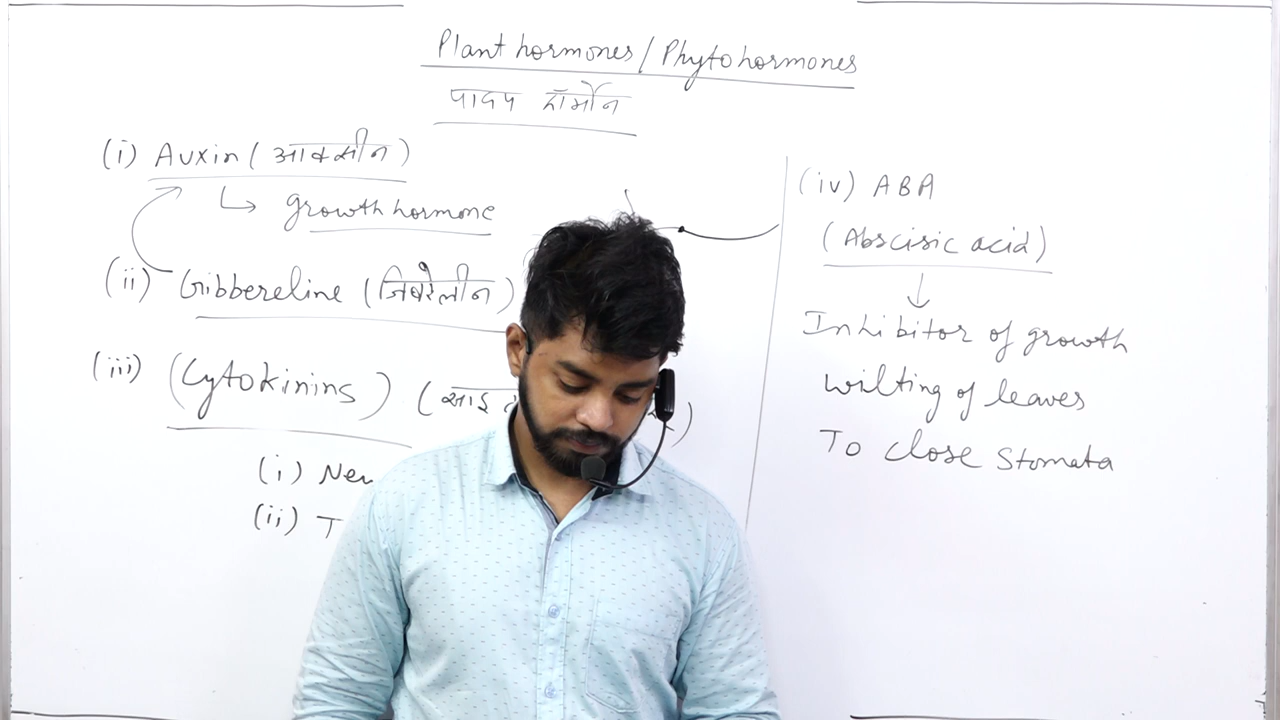 Plant hormones / Phytohormones
पादप हॉर्मोन
(i) Auxin (आक्सीन)
↳ growth hormone
(ii) Gibbereline (जिबरेलीन)
(iii) (Cytokinins) (साइ
(i)
(ii) T
(iv) ABA
(Abscisic acid)
↓
Inhibitor of growth
wilting of leaves
To close stomata